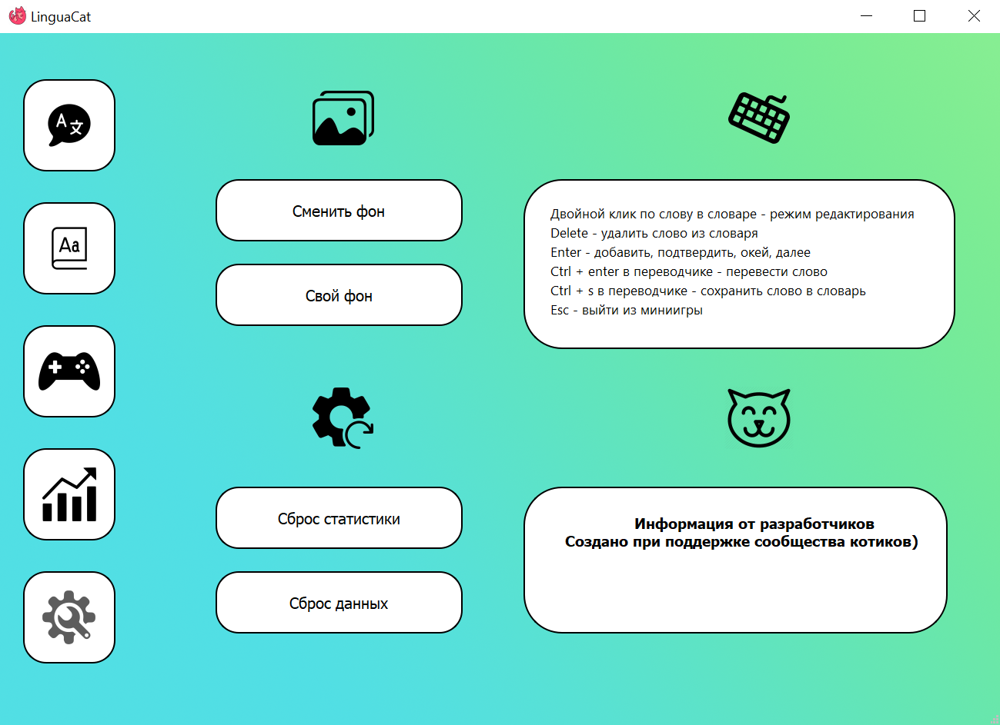 LinguaCat
A 文
Aa
Сменить фон
Свой фон
Двойной клик по слову в словаре - режим редактирования
Delete - удалить слово из словаря
Enter - добавить, подтвердить, окей, далее
Ctrl + enter в переводчике - перевести слово
Ctrl + s в переводчике - сохранить слово в словарь
Esc - выйти из миниигры
Сброс статистики
Сброс данных
Информация от разработчиков
Создано при поддержке сообщества котиков)